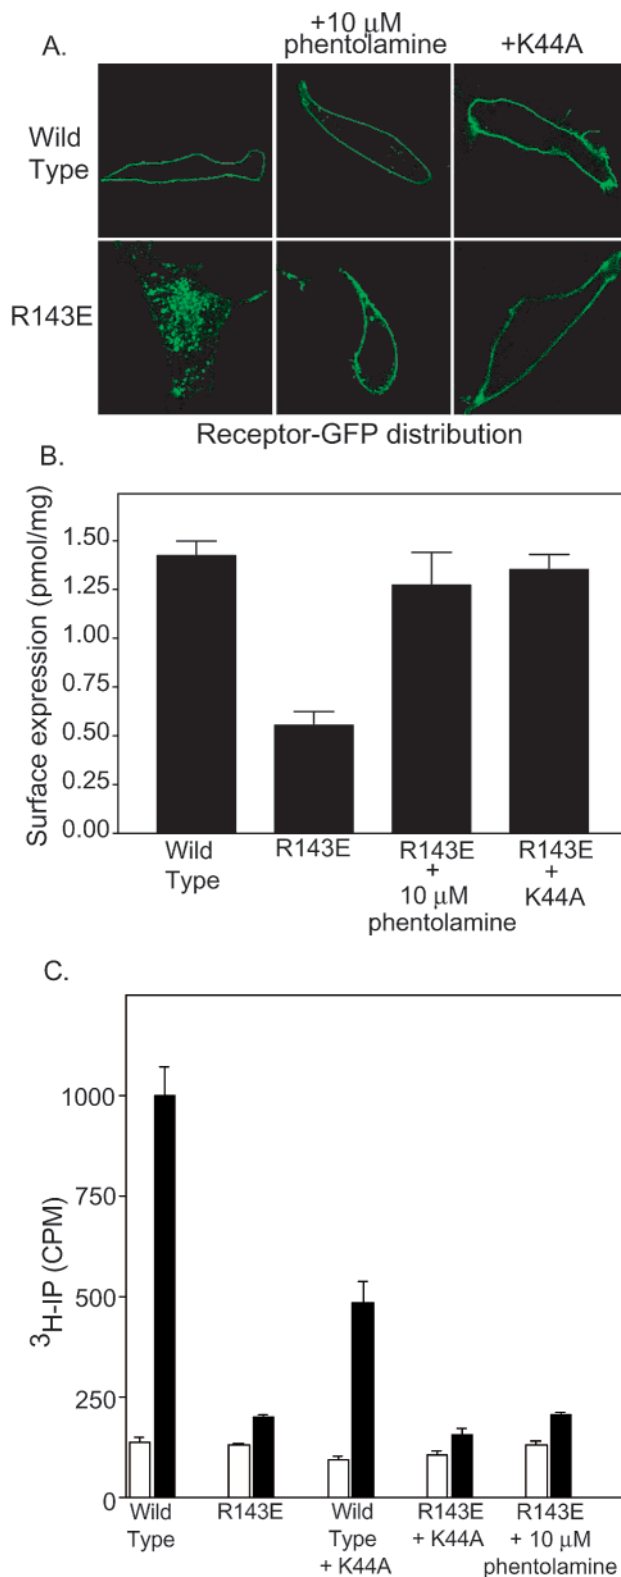 A.
+10 μM
phentolamine
+K44A
Wild
Type
R143E
Receptor-GFP distribution
B.
Surface expression (pmol/mg)
1.50
1.25
1.00
0.75
0.50
0.25
0.00
Wild
Type
R143E
R143E
+
10 μM
phentolamine
R143E
+
K44A
C.
³H-IP (CPM)
1000
750
500
250
0
Wild
Type
R143E
Wild
Type
+ K44A
R143E
+ K44A
R143E
+ 10 μM
phentolamine